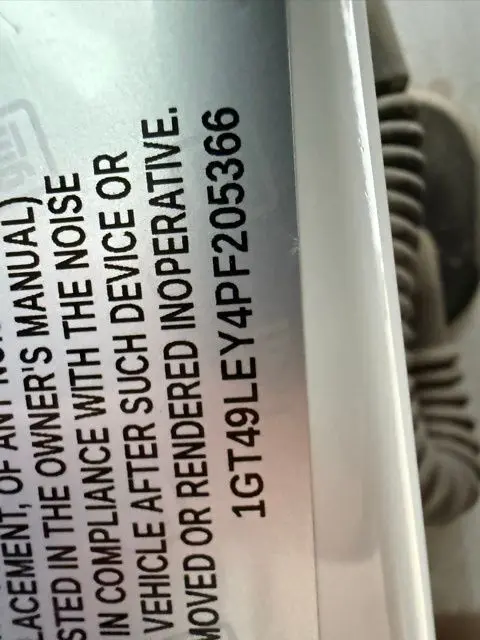 LACEMENT, OF ANY
STED IN THE OWNER'S MANUAL)
IN COMPLIANCE WITH THE NOISE
VEHICLE AFTER SUCH DEVICE OR
MOVED OR RENDERED INOPERATIVE.
1GT49LEY4PF205366